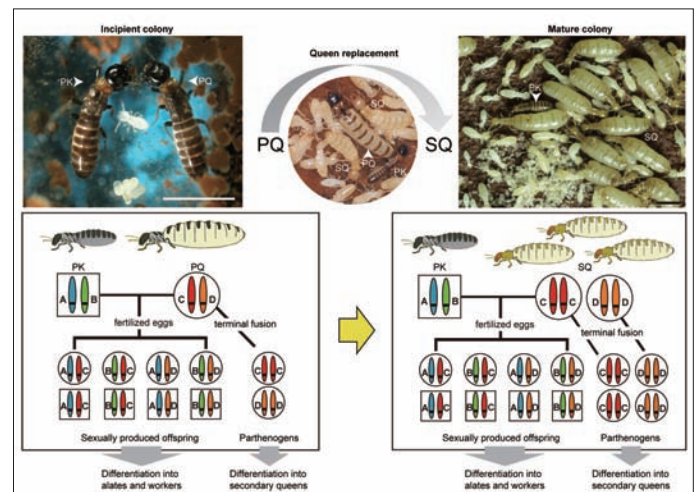 Incipient colony
Queen replacement
Mature colony
PK
PQ
PQ
SQ
SQ
SQ
PQ
PK
PK
SQ
PK
PQ
A B
C D
fertilized eggs
terminal fusion
A C B C A D B D
C C
A C B C A D B D
D D
Sexually produced offspring
Parthenogens
Differentiation into
alates and workers
Differentiation into
secondary queens
PK
SQ
A B
C C
D D
fertilized eggs
terminal fusion
A C B C A D B D
C C D D
A C B C A D B D
C C D D
Sexually produced offspring
Parthenogens
Differentiation into
alates and workers
Differentiation into
secondary queens